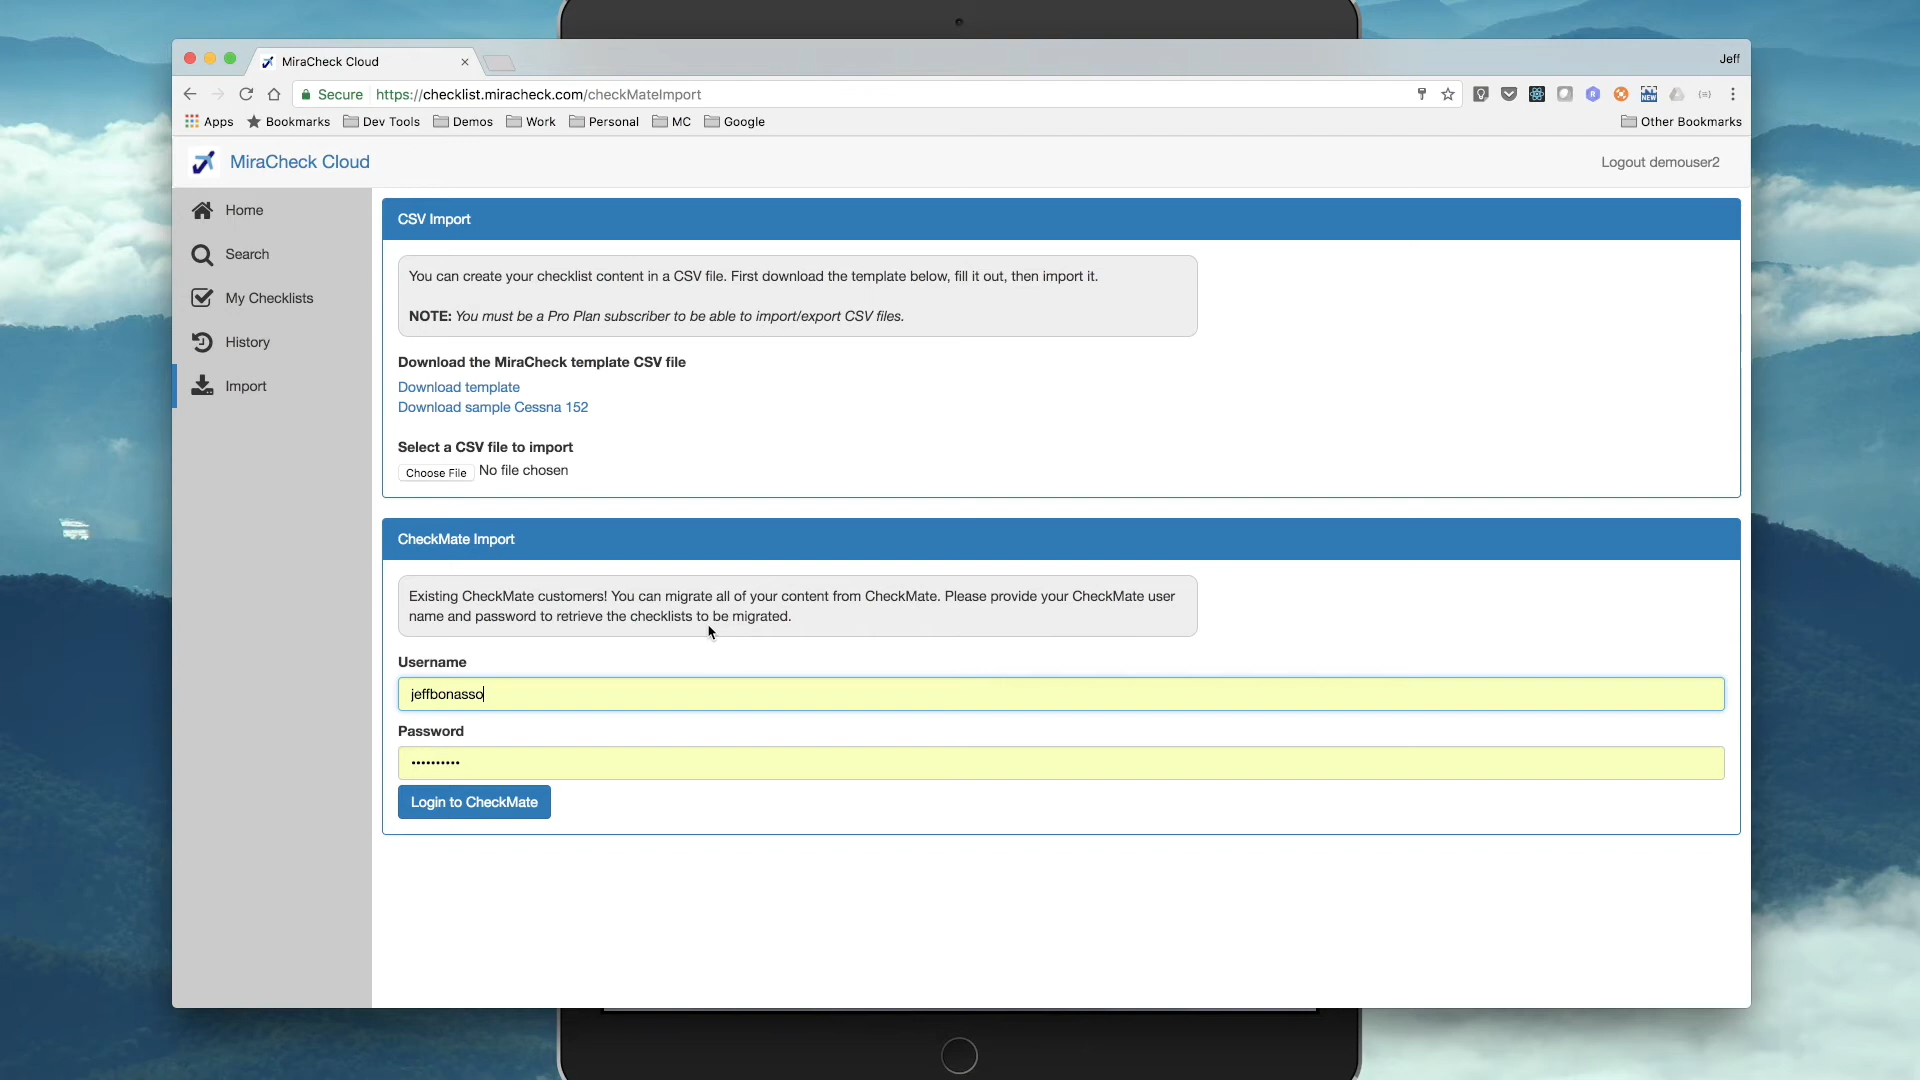 MiraCheck Cloud
Jeff
Secure https://checklist.miracheck.com/checkMateImport
Apps Bookmarks Dev Tools Demos Work Personal MC Google Other Bookmarks
MiraCheck Cloud
Logout demouser2
Home
Search
My Checklists
History
Import
CSV Import
You can create your checklist content in a CSV file. First download the template below, fill it out, then import it.
NOTE: You must be a Pro Plan subscriber to be able to import/export CSV files.
Download the MiraCheck template CSV file
Download template
Download sample Cessna 152
Select a CSV file to import
Choose File No file chosen
CheckMate Import
Existing CheckMate customers! You can migrate all of your content from CheckMate. Please provide your CheckMate user
name and password to retrieve the checklists to be migrated.
Username
jeffbonasso
Password
••••••••••
Login to CheckMate